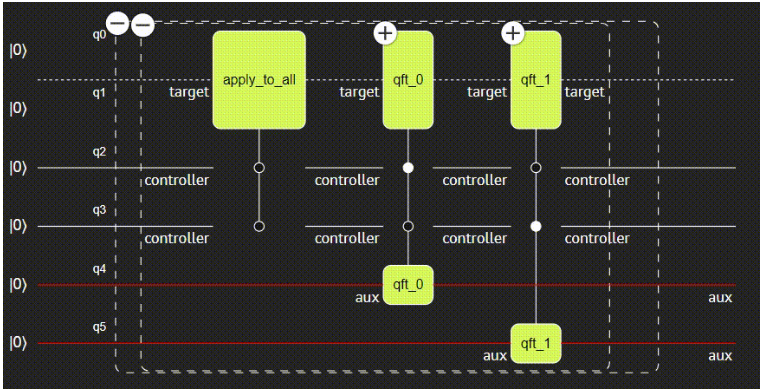 q0
|0⟩
apply_to_all
qft_0
qft_1
q1
target
target
target
target
|0⟩
q2
|0⟩
controller
controller
controller
controller
q3
|0⟩
controller
controller
controller
controller
q4
|0⟩
qft_0
aux
aux
q5
|0⟩
qft_1
aux
aux